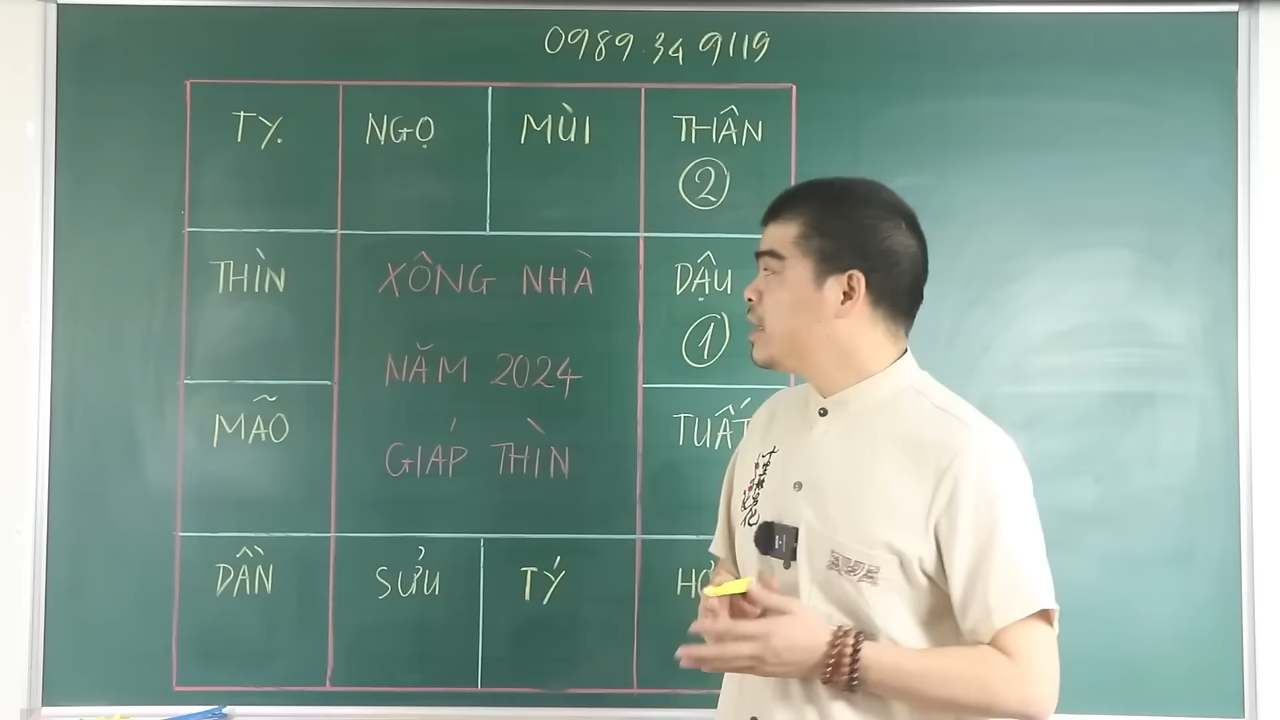 0989.34 9119
TỴ. NGỌ MÙI THÂN
2
THÌN XÔNG NHÀ DẬU
1
NĂM 2024
MÃO TUẤT
GIÁP THÌN
DẦN SỬU TÝ